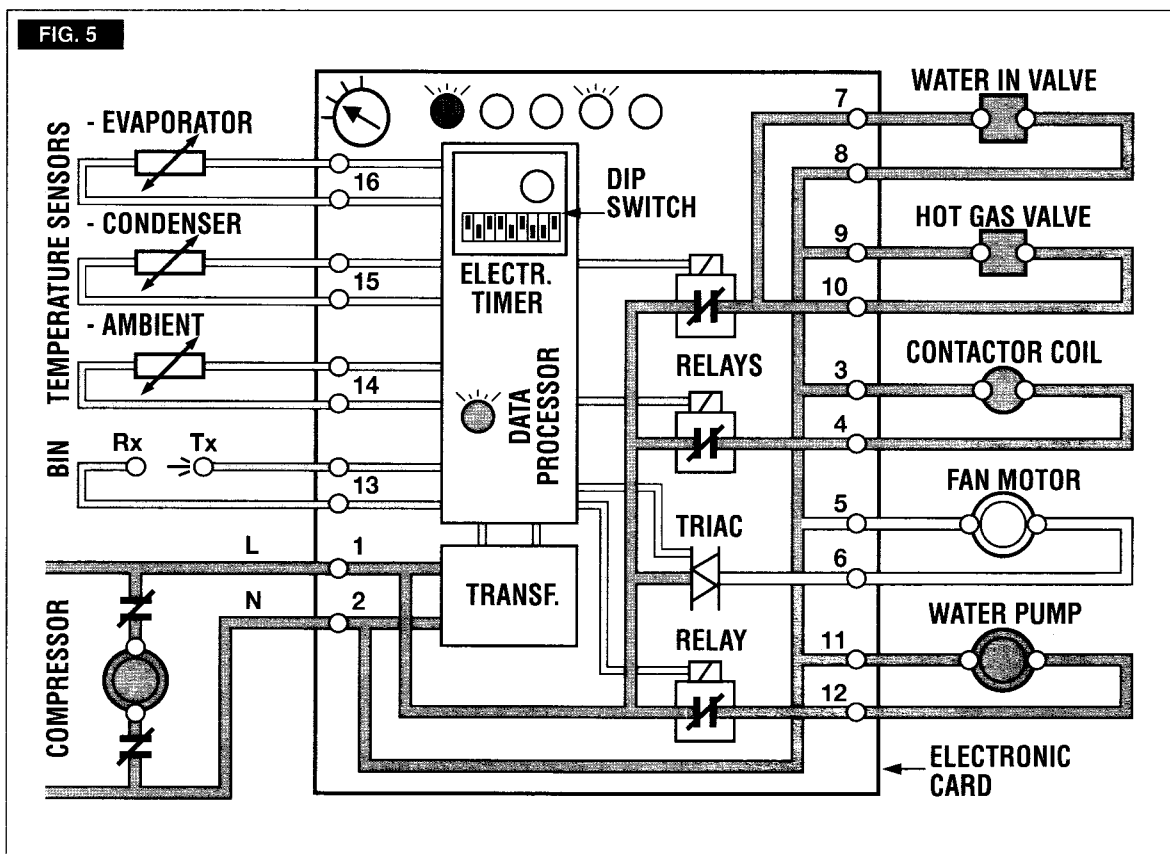 FIG. 5
TEMPERATURE SENSORS
- EVAPORATOR
16
- CONDENSER
15
- AMBIENT
14
BIN
Rx
Tx
13
L
1
N
2
COMPRESSOR
DIP
SWITCH
ELECTR.
TIMER
DATA
PROCESSOR
TRANSF.
RELAYS
TRIAC
RELAY
7
WATER IN VALVE
8
HOT GAS VALVE
9
10
CONTACTOR COIL
3
4
FAN MOTOR
5
6
WATER PUMP
11
12
ELECTRONIC
CARD